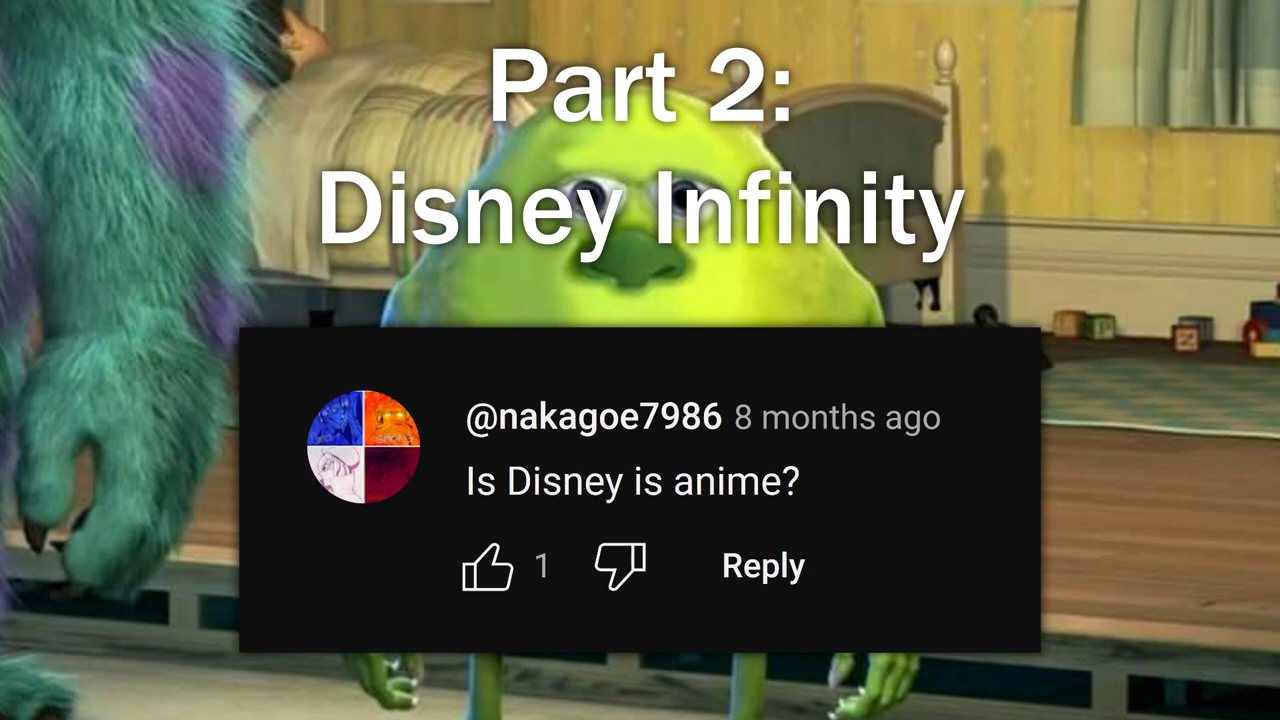 Part 2:
Disney Infinity
@nakagoe7986 8 months ago
Is Disney is anime?
1
Reply